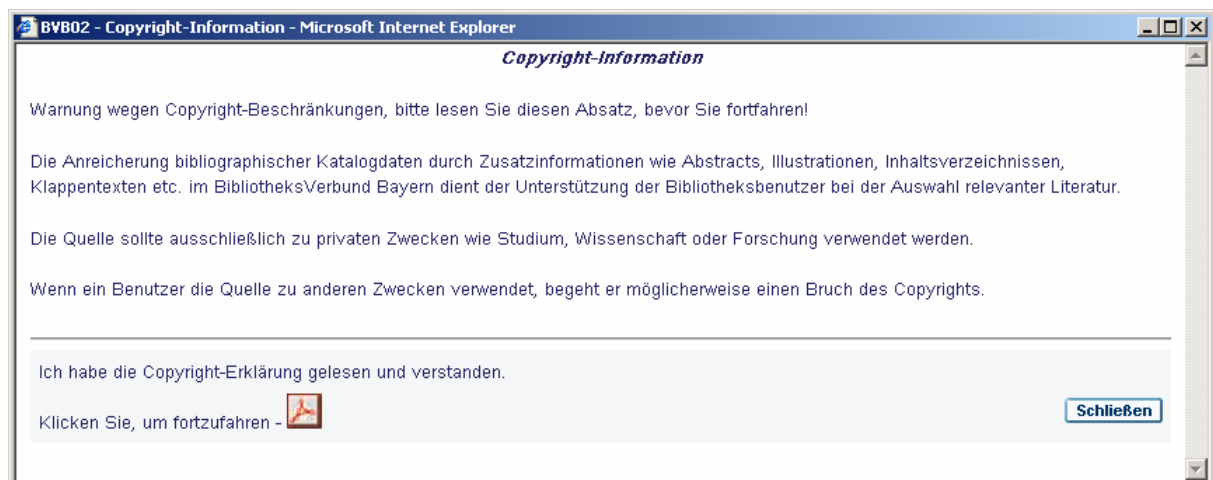 BVB02 - Copyright-Information - Microsoft Internet Explorer
Copyright-Information
Warnung wegen Copyright-Beschränkungen, bitte lesen Sie diesen Absatz, bevor Sie fortfahren!
Die Anreicherung bibliographischer Katalogdaten durch Zusatzinformationen wie Abstracts, Illustrationen, Inhaltsverzeichnissen,
Klappentexten etc. im BibliotheksVerbund Bayern dient der Unterstützung der Bibliotheksbenutzer bei der Auswahl relevanter Literatur.
Die Quelle sollte ausschließlich zu privaten Zwecken wie Studium, Wissenschaft oder Forschung verwendet werden.
Wenn ein Benutzer die Quelle zu anderen Zwecken verwendet, begeht er möglicherweise einen Bruch des Copyrights.
Ich habe die Copyright-Erklärung gelesen und verstanden.
Klicken Sie, um fortzufahren -
Schließen